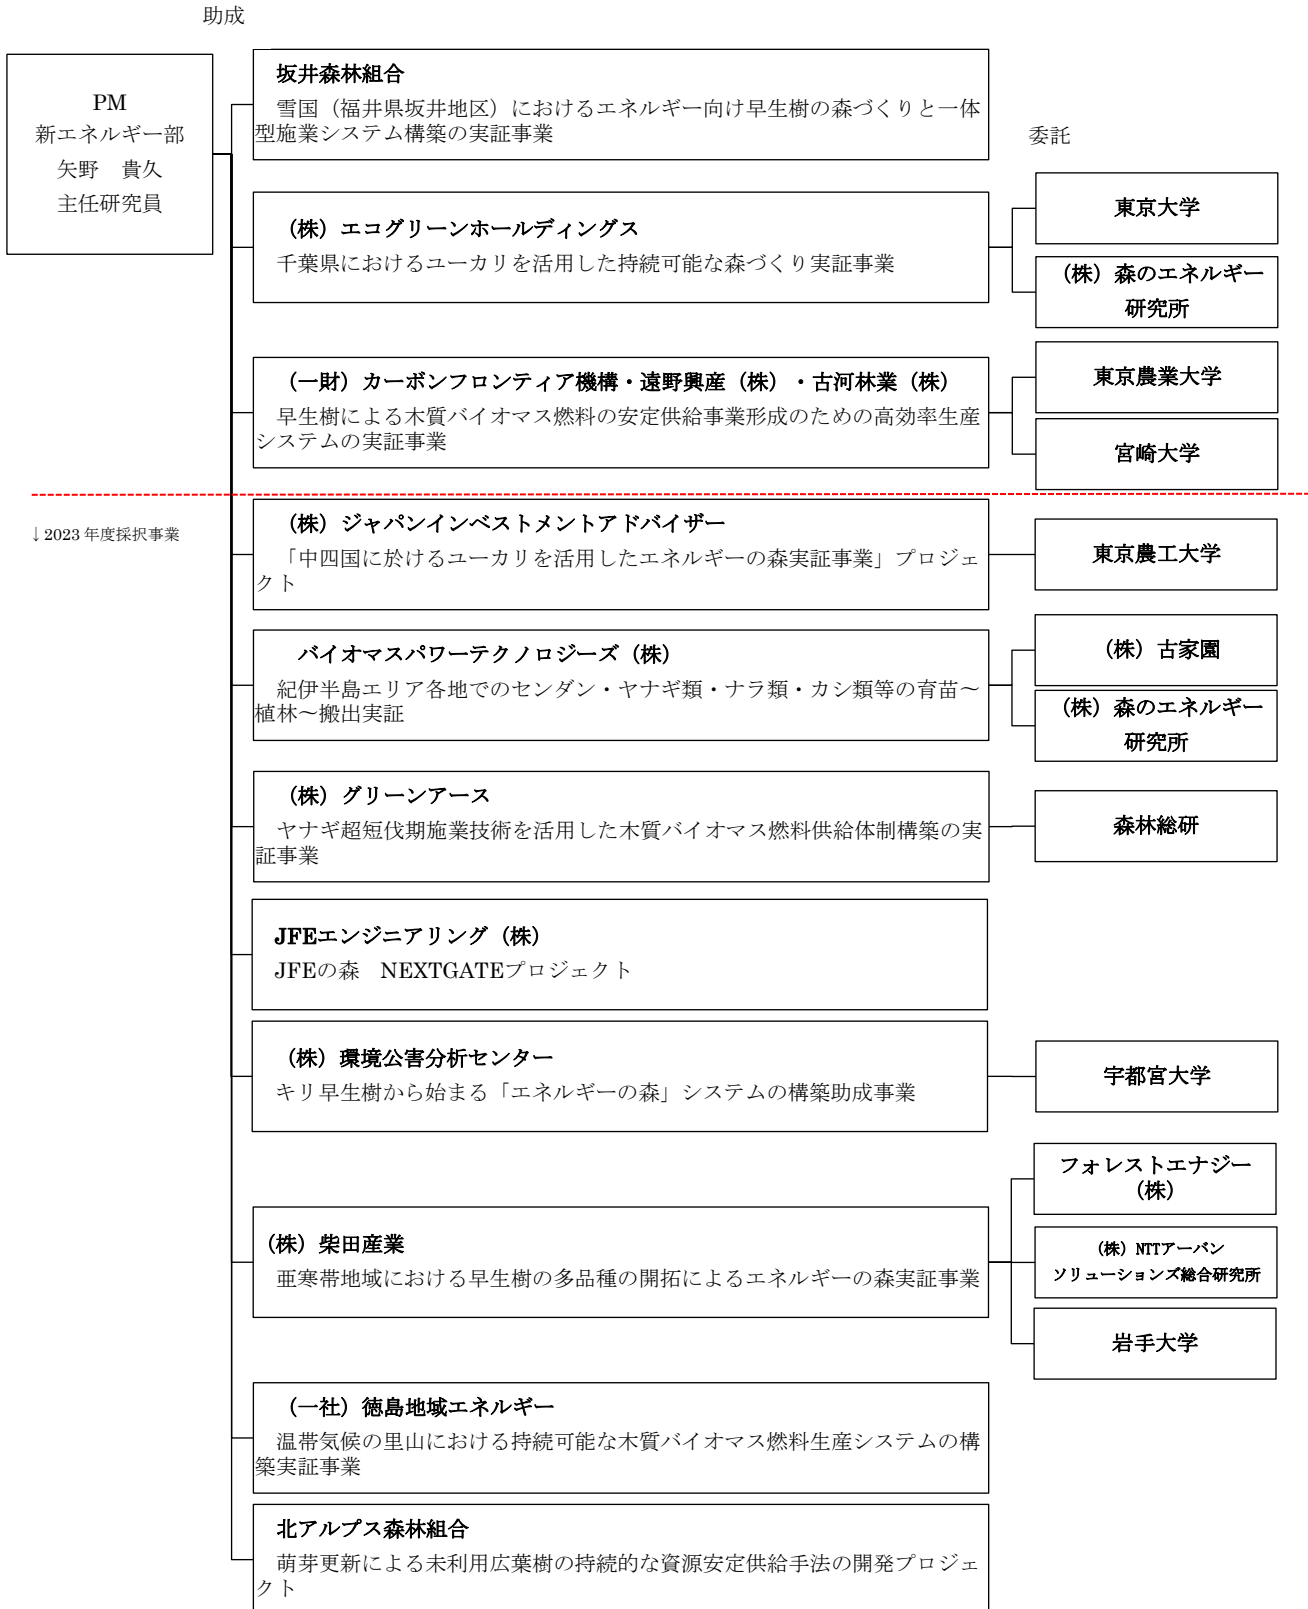 助成
PM
新エネルギー部
矢野　貴久
主任研究員
坂井森林組合
雪国（福井県坂井地区）におけるエネルギー向け早生樹の森づくりと一体
型施業システム構築の実証事業
委託
（株）エコグリーンホールディングス
千葉県におけるユーカリを活用した持続可能な森づくり実証事業
東京大学
（株）森のエネルギー
研究所
（一財）カーボンフロンティア機構・遠野興産（株）・古河林業（株）
早生樹による木質バイオマス燃料の安定供給事業形成のための高効率生産
システムの実証事業
東京農業大学
宮崎大学
↓2023 年度採択事業
（株）ジャパンインベストメントアドバイザー
「中四国に於けるユーカリを活用したエネルギーの森実証事業」プロジェ
クト
東京農工大学
バイオマスパワーテクノロジーズ（株）
紀伊半島エリア各地でのセンダン・ヤナギ類・ナラ類・カシ類等の育苗～
植林～搬出実証
（株）古家園
（株）森のエネルギー
研究所
（株）グリーンアース
ヤナギ超短伐期施業技術を活用した木質バイオマス燃料供給体制構築の実
証事業
森林総研
JFEエンジニアリング（株）
JFEの森　NEXTGATEプロジェクト
（株）環境公害分析センター
キリ早生樹から始まる「エネルギーの森」システムの構築助成事業
宇都宮大学
（株）柴田産業
亜寒帯地域における早生樹の多品種の開拓によるエネルギーの森実証事業
フォレストエナジー
（株）
（株）NTTアーバン
ソリューションズ総合研究所
岩手大学
（一社）徳島地域エネルギー
温帯気候の里山における持続可能な木質バイオマス燃料生産システムの構
築実証事業
北アルプス森林組合
萌芽更新による未利用広葉樹の持続的な資源安定供給手法の開発プロジェ
クト